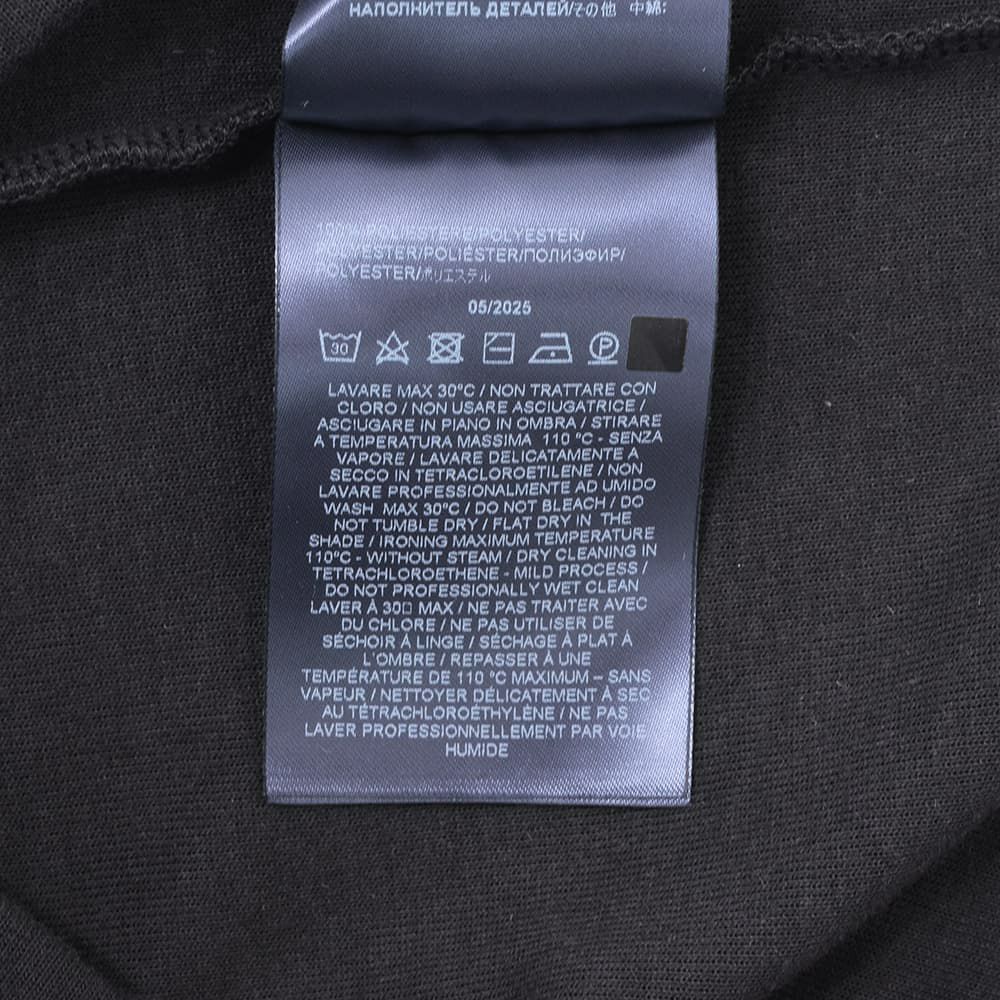 НАПОЛНИТЕЛЬ ДЕТАЛЕЙ/その他 中綿:
100% POLIESTERE/POLYESTER/
POLYESTER/POLIÉSTER/ПОЛИЭФИР/
POLYESTER/ポリエステル
05/2025
30 P
LAVARE MAX 30°C / NON TRATTARE CON
CLORO / NON USARE ASCIUGATRICE /
ASCIUGARE IN PIANO IN OMBRA / STIRARE
A TEMPERATURA MASSIMA 110 °C - SENZA
VAPORE / LAVARE DELICATAMENTE A
SECCO IN TETRACLOROETILENE / NON
LAVARE PROFESSIONALMENTE AD UMIDO
WASH MAX 30°C / DO NOT BLEACH / DO
NOT TUMBLE DRY / FLAT DRY IN THE
SHADE / IRONING MAXIMUM TEMPERATURE
110°C - WITHOUT STEAM / DRY CLEANING IN
TETRACHLOROETHENE - MILD PROCESS /
DO NOT PROFESSIONALLY WET CLEAN
LAVER À 30□ MAX / NE PAS TRAITER AVEC
DU CHLORE / NE PAS UTILISER DE
SÉCHOIR À LINGE / SÉCHAGE À PLAT À
L'OMBRE / REPASSER À UNE
TEMPÉRATURE DE 110 °C MAXIMUM – SANS
VAPEUR / NETTOYER DÉLICATEMENT À SEC
AU TÉTRACHLOROÉTHYLÈNE / NE PAS
LAVER PROFESSIONNELLEMENT PAR VOIE
HUMIDE